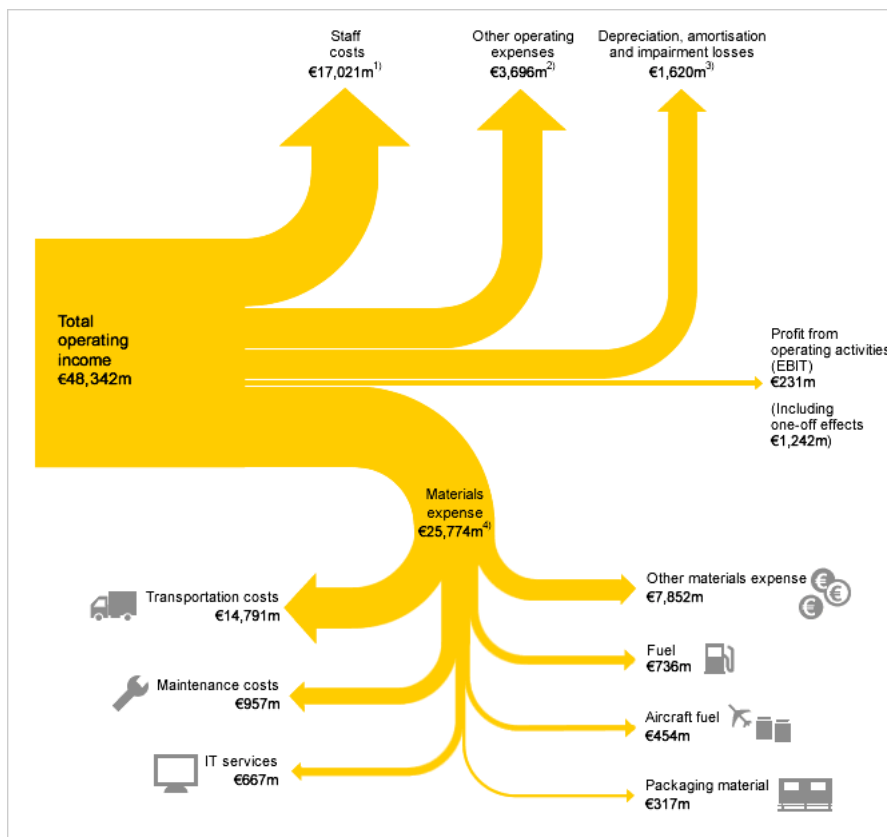 Staff
costs
€17,021m1)
Other operating
expenses
€3,696m2)
Depreciation, amortisation
and impairment losses
€1,620m3)
Total
operating
income
€48,342m
Profit from
operating activities
(EBIT)
€231m
(Including
one-off effects
€1,242m)
Materials
expense
€25,774m4)
Transportation costs
€14,791m
Other materials expense
€7,852m
Fuel
€736m
Maintenance costs
€957m
Aircraft fuel
€454m
IT services
€667m
Packaging material
€317m